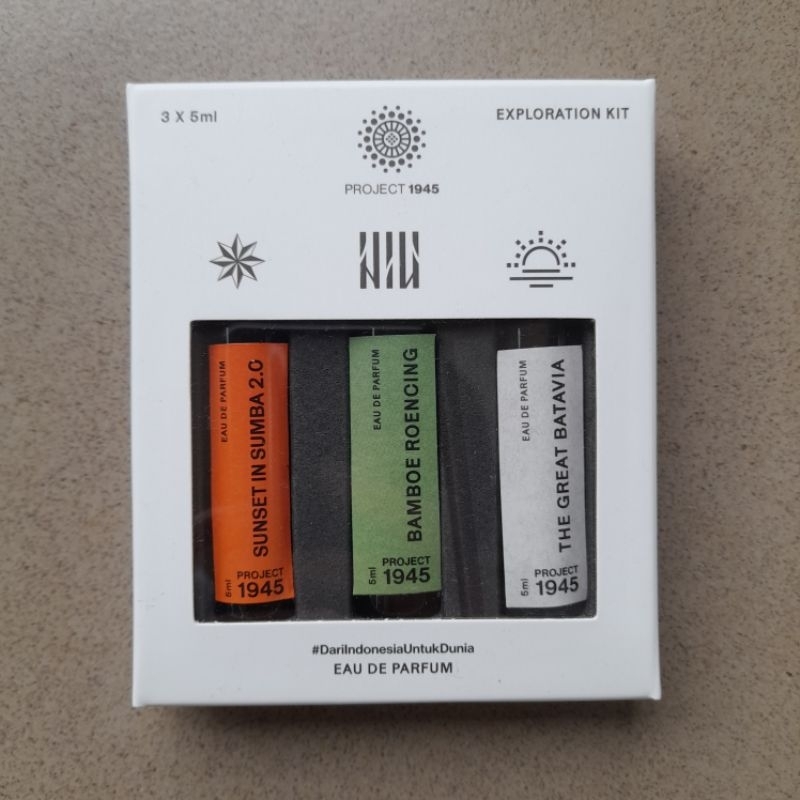 3 X 5ml
EXPLORATION KIT
PROJECT 1945
EAU DE PARFUM
SUNSET IN SUMBA 2.0
5ml
PROJECT
1945
EAU DE PARFUM
BAMBOE ROENCING
5ml
PROJECT
1945
EAU DE PARFUM
THE GREAT BATAVIA
5ml
PROJECT
1945
#DariIndonesiaUntukDunia
EAU DE PARFUM